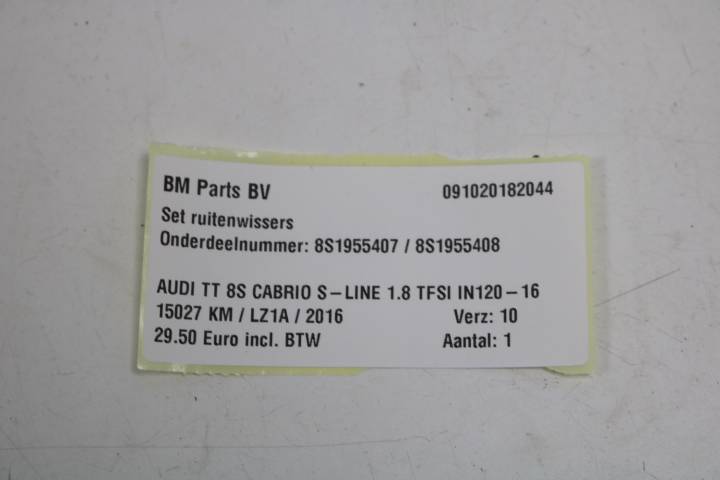 BM Parts BV 091020182044
Set ruitenwissers
Onderdeelnummer: 8S1955407 / 8S1955408
AUDI TT 8S CABRIO S-LINE 1.8 TFSI IN120-16
15027 KM / LZ1A / 2016 Verz: 10
29.50 Euro incl. BTW Aantal: 1